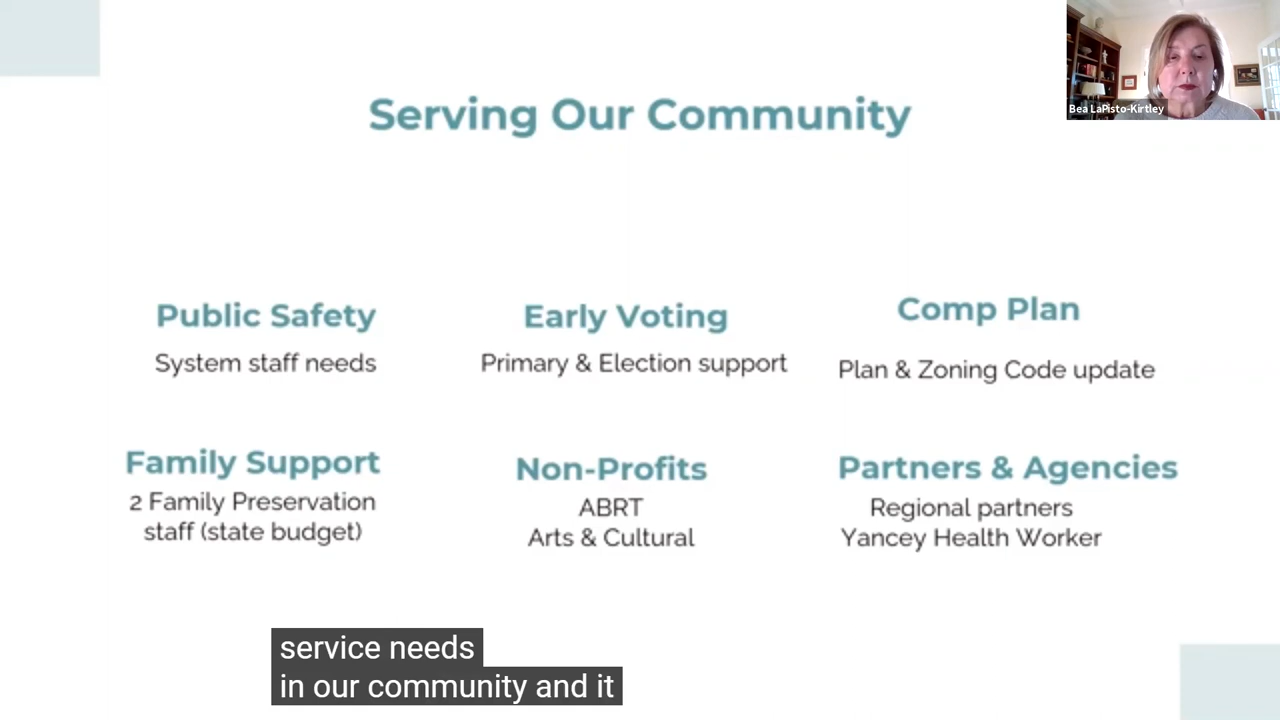 Serving Our Community
Bea LaPisto-Kirtley
Public Safety
System staff needs
Early Voting
Primary & Election support
Comp Plan
Plan & Zoning Code update
Family Support
2 Family Preservation
staff (state budget)
Non-Profits
ABRT
Arts & Cultural
Partners & Agencies
Regional partners
Yancey Health Worker
service needs
in our community and it